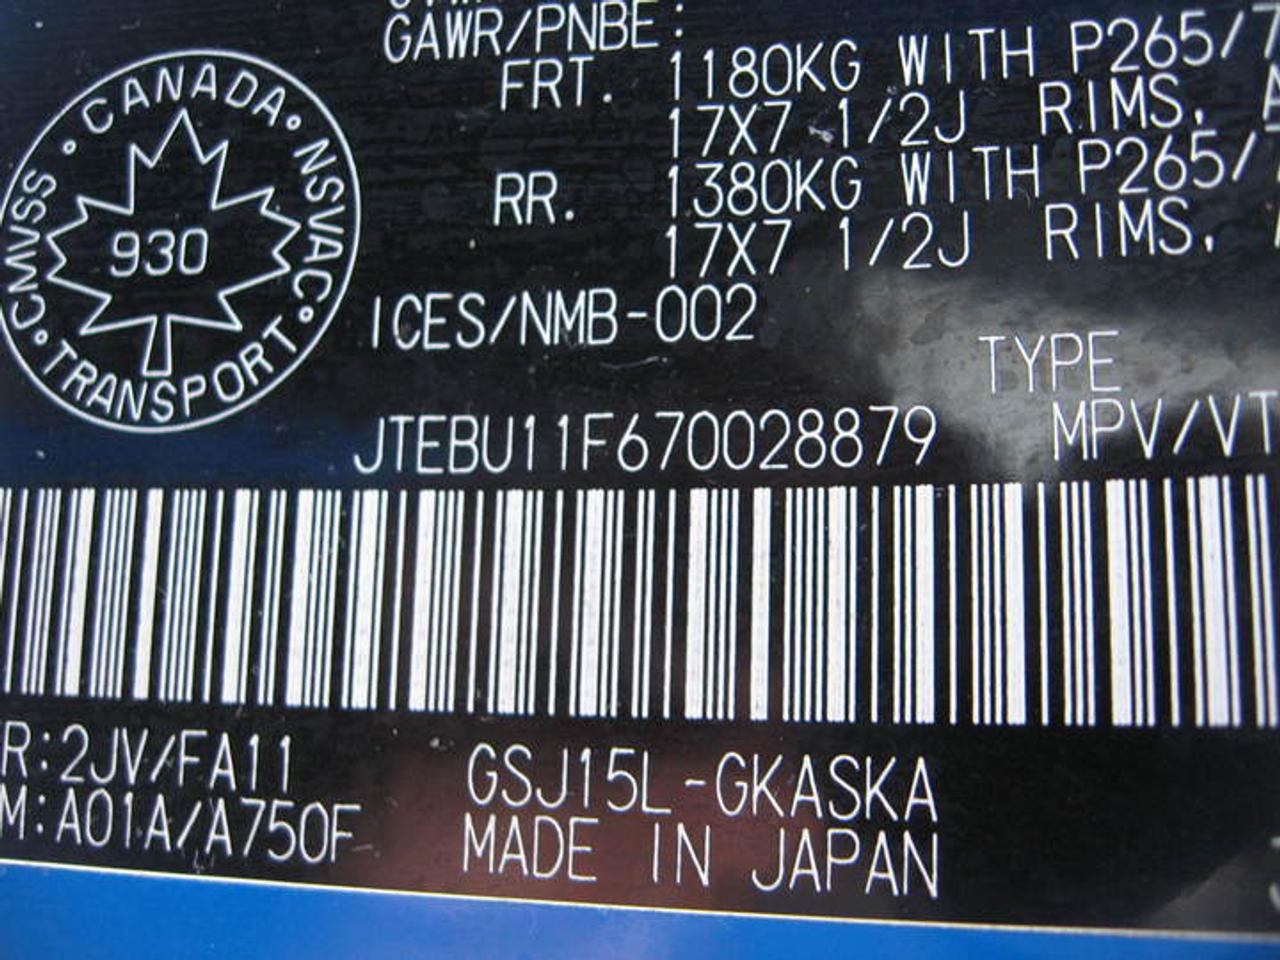 GAWR/PNBE:
FRT. 1180KG WITH P265/7
17X7 1/2J RIMS, A
RR. 1380KG WITH P265/7
17X7 1/2J RIMS,
ICES/NMB-002
CANADA NSVAC
TRANSPORT CMVSS
930
TYPE
JTEBU11F670028879 MPV/VT
R:2JV/FA11 GSJ15L-GKASKA
M:A01A/A750F MADE IN JAPAN